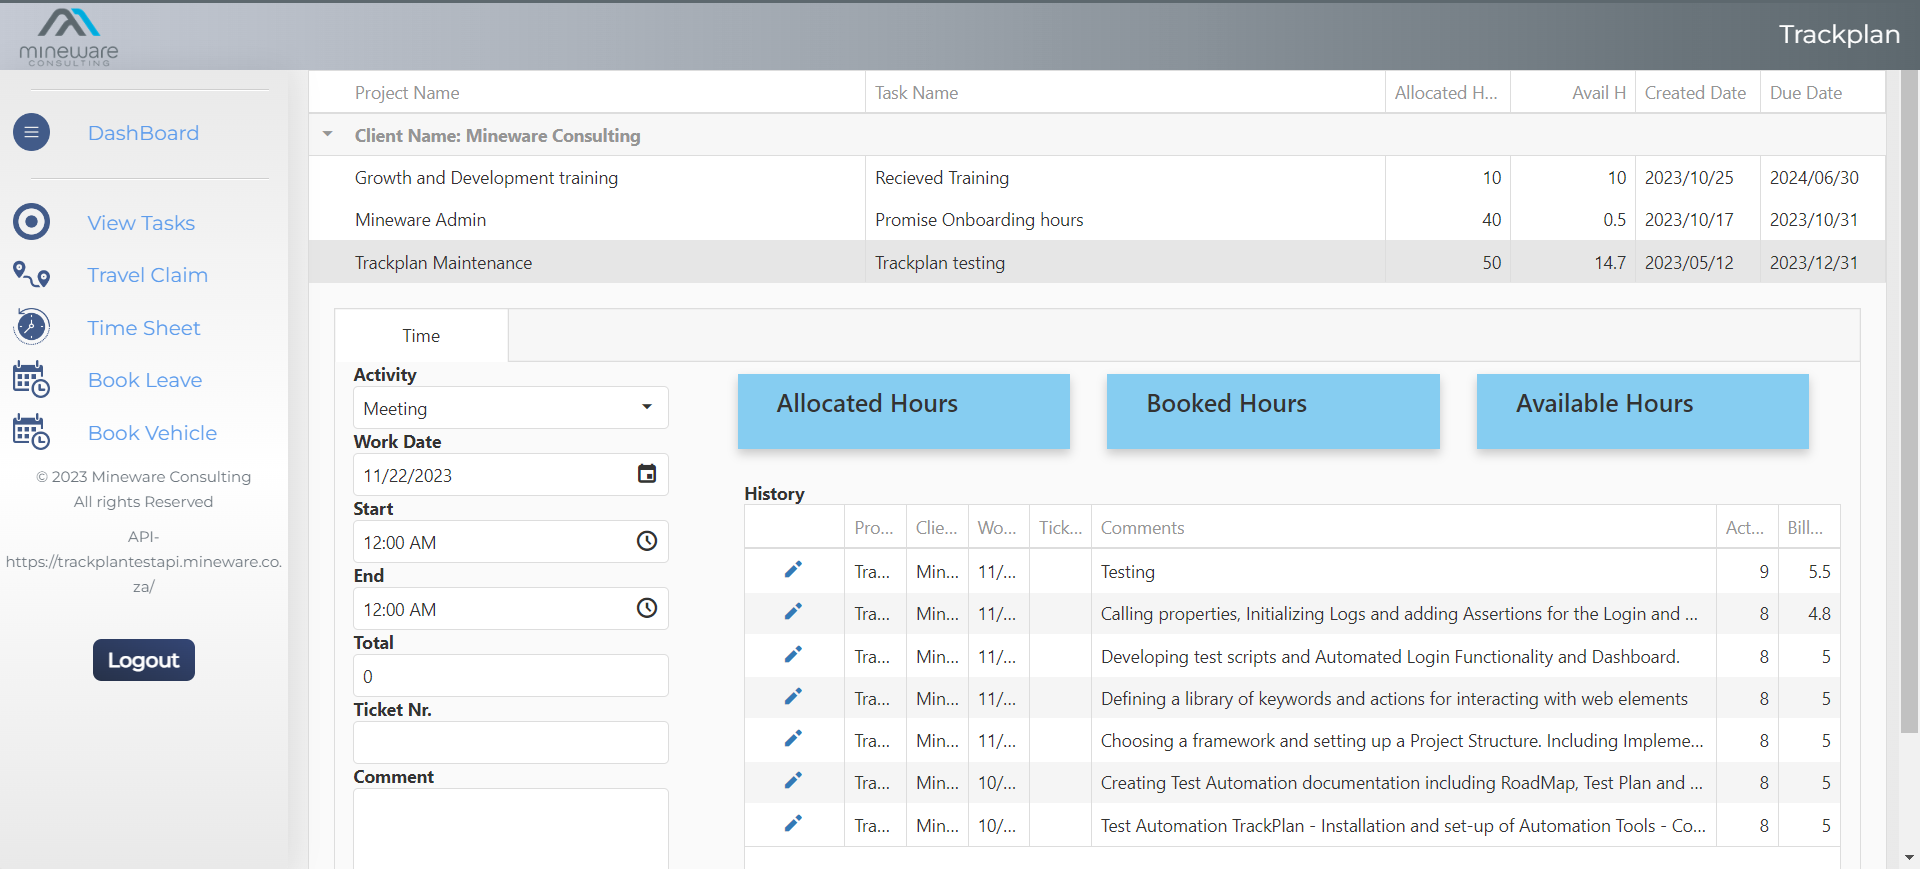 mineware
CONSULTING
Trackplan
DashBoard
View Tasks
Travel Claim
Time Sheet
Book Leave
Book Vehicle
© 2023 Mineware Consulting
All rights Reserved
API-
https://trackplantestapi.mineware.co.
za/
Logout
Project Name Task Name Allocated H... Avail H Created Date Due Date
Client Name: Mineware Consulting
Growth and Development training Recieved Training 10 10 2023/10/25 2024/06/30
Mineware Admin Promise Onboarding hours 40 0.5 2023/10/17 2023/10/31
Trackplan Maintenance Trackplan testing 50 14.7 2023/05/12 2023/12/31
Time
Activity
Meeting
Work Date
11/22/2023
Start
12:00 AM
End
12:00 AM
Total
0
Ticket Nr.
Comment
Allocated Hours Booked Hours Available Hours
History
Pro... Clie... Wo... Tick... Comments Act... Bill...
Tra... Min... 11/... Testing 9 5.5
Tra... Min... 11/... Calling properties, Initializing Logs and adding Assertions for the Login and ... 8 4.8
Tra... Min... 11/... Developing test scripts and Automated Login Functionality and Dashboard. 8 5
Tra... Min... 11/... Defining a library of keywords and actions for interacting with web elements 8 5
Tra... Min... 11/... Choosing a framework and setting up a Project Structure. Including Impleme... 8 5
Tra... Min... 10/... Creating Test Automation documentation including RoadMap, Test Plan and ... 8 5
Tra... Min... 10/... Test Automation TrackPlan - Installation and set-up of Automation Tools - Co... 8 5